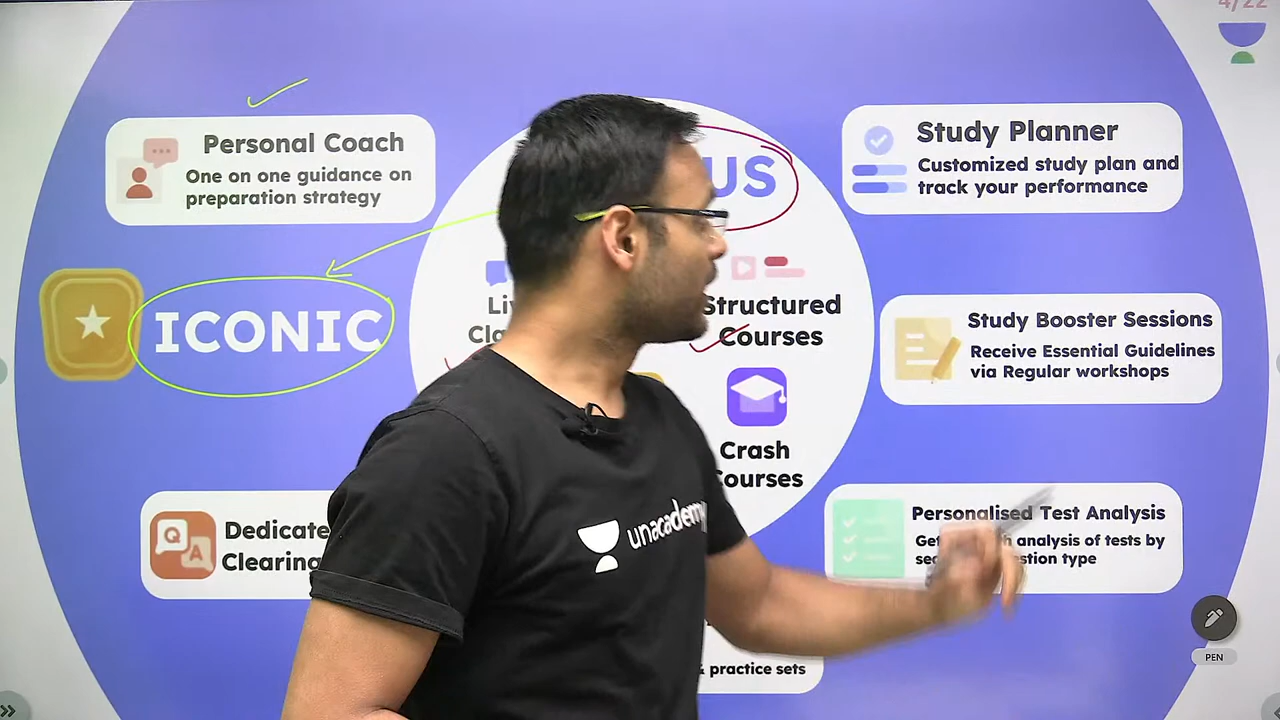 4/22
Personal Coach
One on one guidance on
preparation strategy
US
Study Planner
Customized study plan and
track your performance
ICONIC
Structured
Courses
Study Booster Sessions
Receive Essential Guidelines
via Regular workshops
Crash
Courses
Personalised Test Analysis
analysis of tests by
unacademy
PEN
practice sets